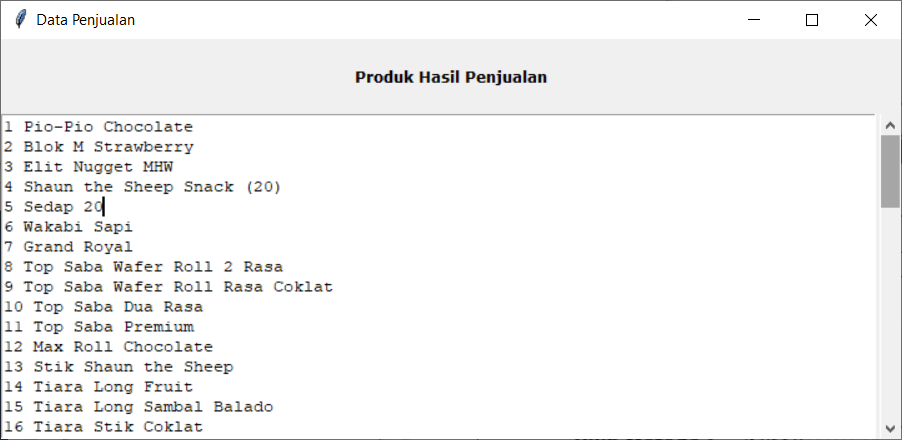 Data Penjualan
Produk Hasil Penjualan
1 Pio-Pio Chocolate
2 Blok M Strawberry
3 Elit Nugget MHW
4 Shaun the Sheep Snack (20)
5 Sedap 20
6 Wakabi Sapi
7 Grand Royal
8 Top Saba Wafer Roll 2 Rasa
9 Top Saba Wafer Roll Rasa Coklat
10 Top Saba Dua Rasa
11 Top Saba Premium
12 Max Roll Chocolate
13 Stik Shaun the Sheep
14 Tiara Long Fruit
15 Tiara Long Sambal Balado
16 Tiara Stik Coklat